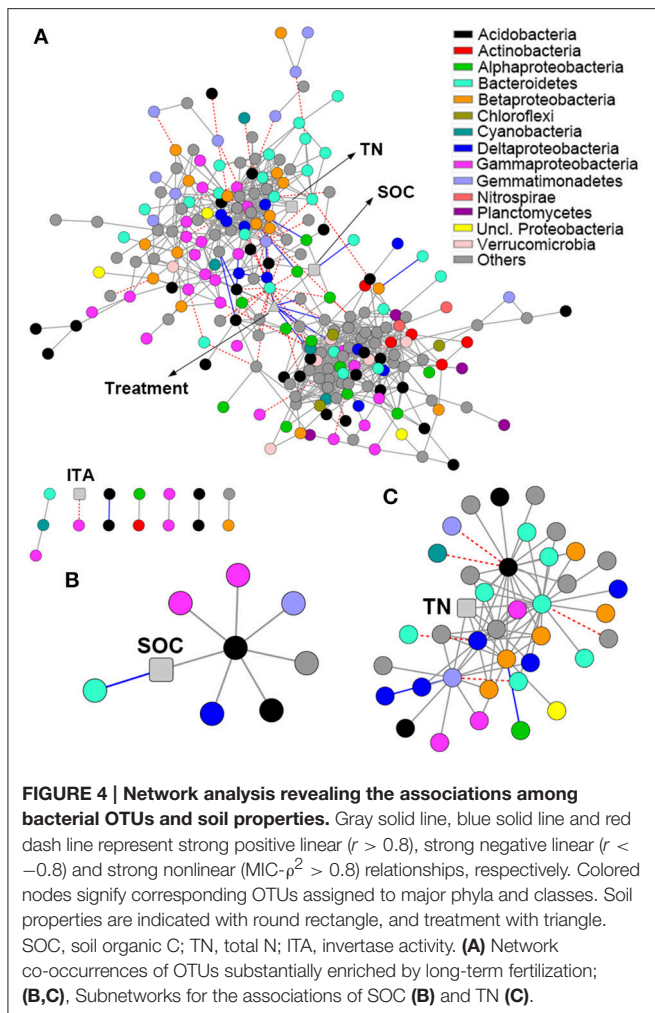 A
Acidobacteria
Actinobacteria
Alphaproteobacteria
Bacteroidetes
Betaproteobacteria
Chloroflexi
Cyanobacteria
Deltaproteobacteria
Gammaproteobacteria
Gemmatimonadetes
Nitrospirae
Planctomycetes
Uncl. Proteobacteria
Verrucomicrobia
Others
TN
SOC
Treatment
ITA
B
SOC
C
TN
FIGURE 4 | Network analysis revealing the associations among
bacterial OTUs and soil properties. Gray solid line, blue solid line and red
dash line represent strong positive linear (r > 0.8), strong negative linear (r <
−0.8) and strong nonlinear (MIC-ρ² > 0.8) relationships, respectively. Colored
nodes signify corresponding OTUs assigned to major phyla and classes. Soil
properties are indicated with round rectangle, and treatment with triangle.
SOC, soil organic C; TN, total N; ITA, invertase activity. (A) Network
co-occurrences of OTUs substantially enriched by long-term fertilization;
(B,C), Subnetworks for the associations of SOC (B) and TN (C).